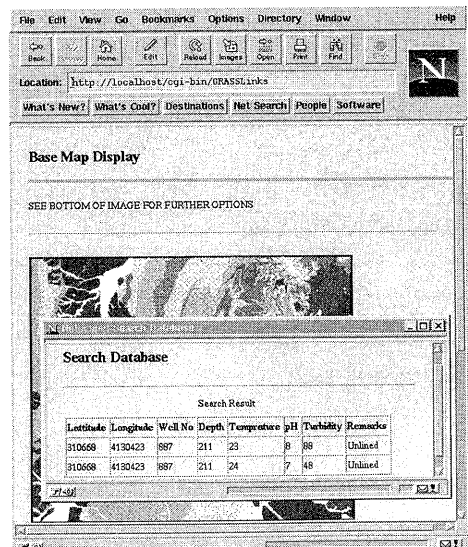 File Edit View Go Bookmarks Options Directory Window Help
Back Home Edit Reload Images Open Print Find
N
Location: http://localhost/cgi-bin/GRASSLinks
What's New? What's Cool? Destinations Net Search People Software
Base Map Display
SEE BOTTOM OF IMAGE FOR FURTHER OPTIONS
Search Database
Search Result
Lattitude Longitude Well No Depth Temprature pH Turbidity Remarks
310668 4130423 887 211 23 8 88 Unlined
310668 4130423 887 211 24 7 48 Unlined